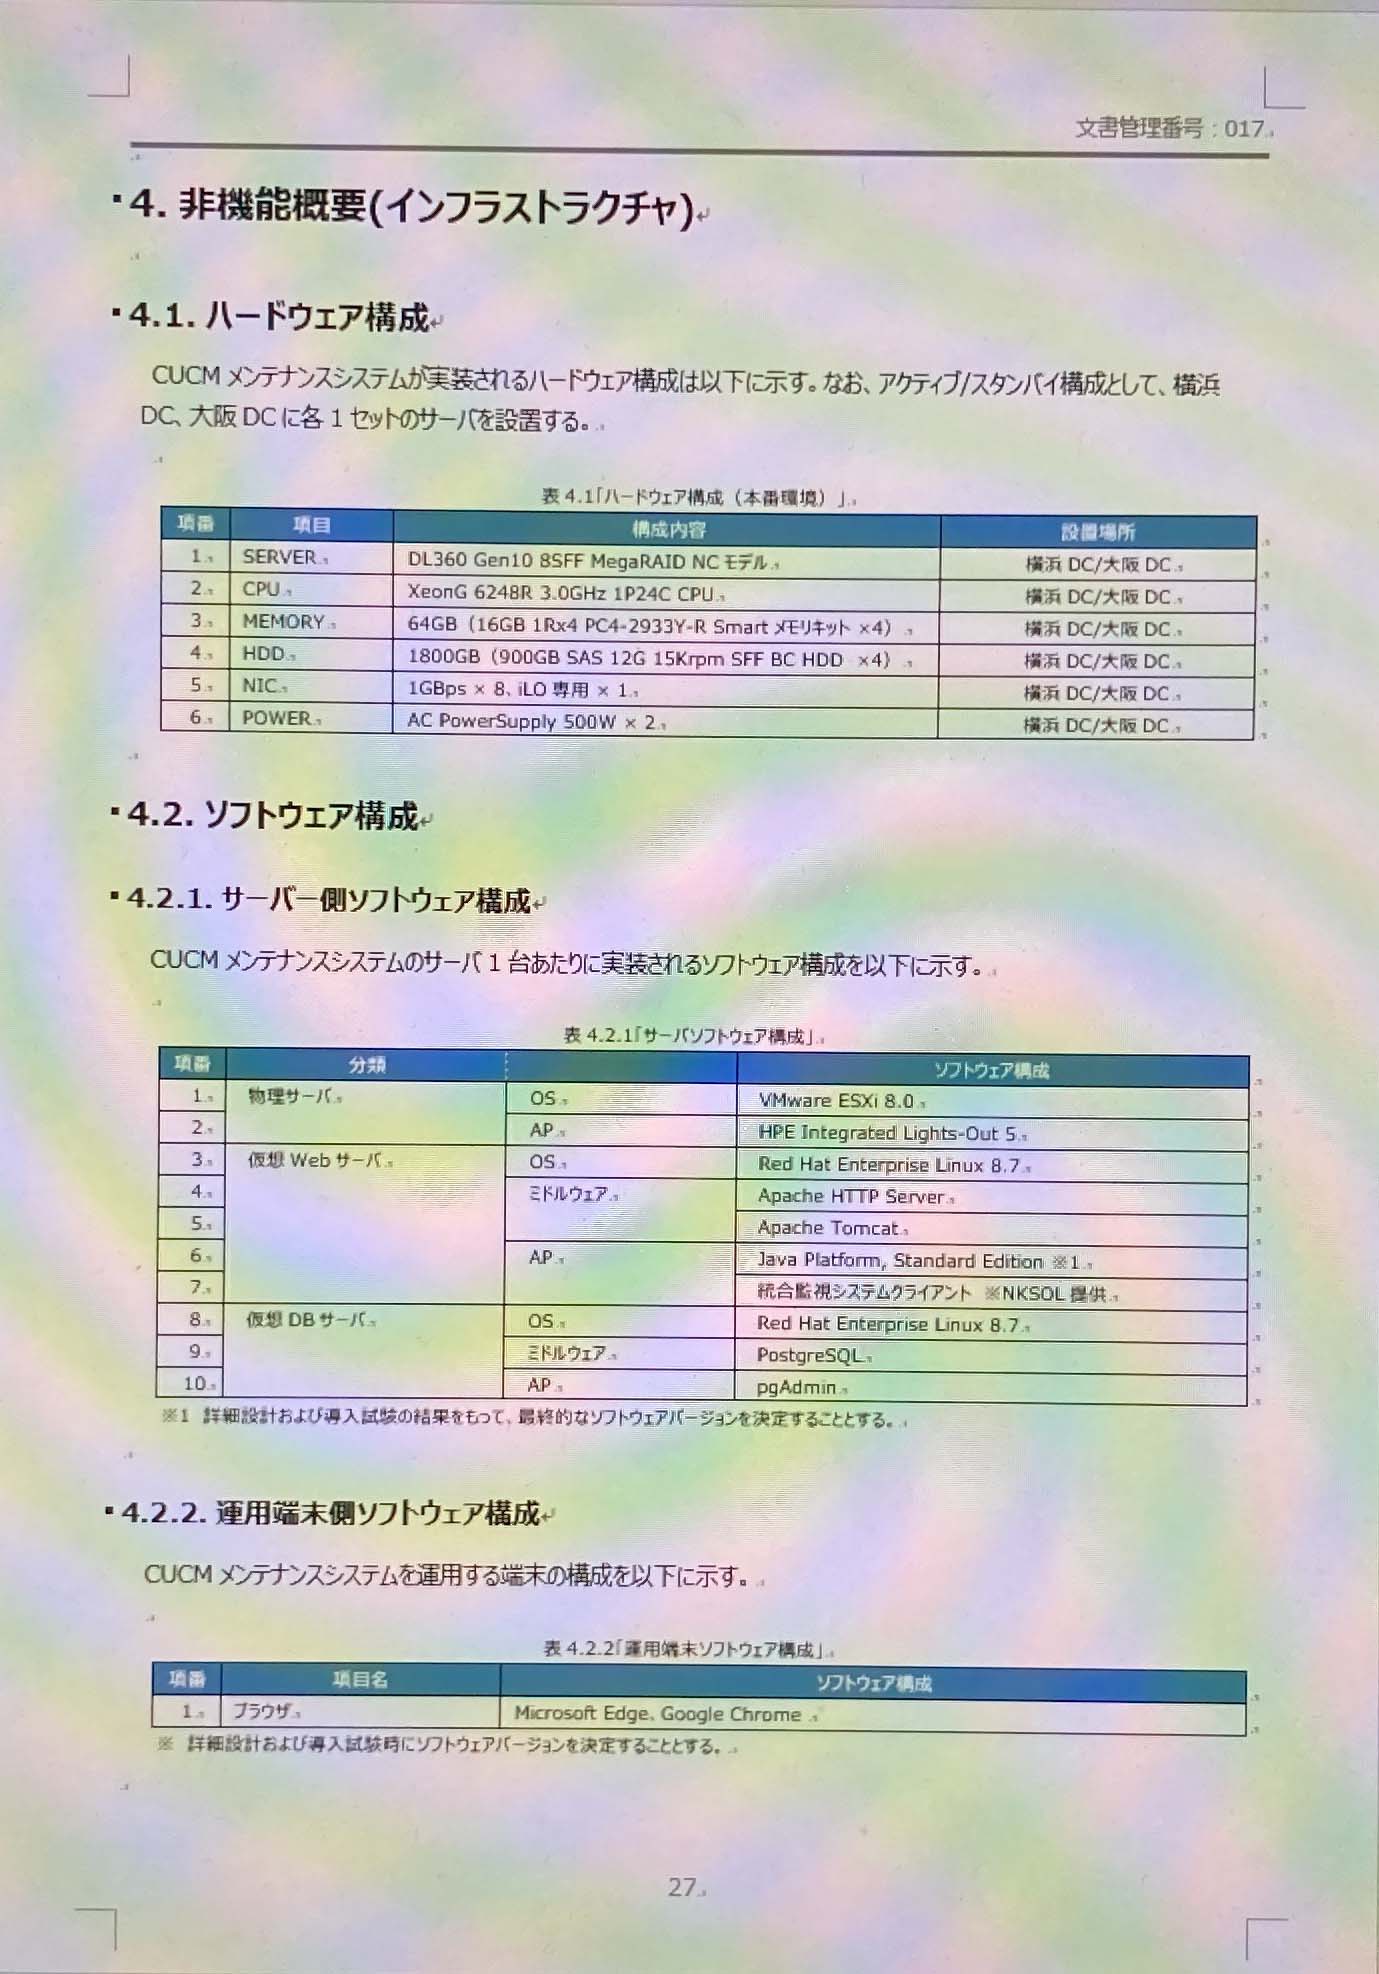 文書管理番号：017
4. 非機能概要(インフラストラクチャ)
4.1. ハードウェア構成
CUCM メンテナンスシステムが実装されるハードウェア構成は以下に示す。なお、アクティブ/スタンバイ構成として、横浜
DC、大阪 DC に各 1 セットのサーバを設置する。
表 4.1「ハードウェア構成（本番環境）」
項番 項目 構成内容 設置場所
1. SERVER DL360 Gen10 8SFF MegaRAID NC モデル 横浜 DC/大阪 DC
2. CPU XeonG 6248R 3.0GHz 1P24C CPU 横浜 DC/大阪 DC
3. MEMORY 64GB（16GB 1Rx4 PC4-2933Y-R Smart メモリキット ×4） 横浜 DC/大阪 DC
4. HDD 1800GB（900GB SAS 12G 15Krpm SFF BC HDD ×4） 横浜 DC/大阪 DC
5. NIC 1GBps × 8、iLO 専用 × 1 横浜 DC/大阪 DC
6. POWER AC PowerSupply 500W × 2 横浜 DC/大阪 DC
4.2. ソフトウェア構成
4.2.1. サーバー側ソフトウェア構成
CUCM メンテナンスシステムのサーバ 1 台あたりに実装されるソフトウェア構成を以下に示す。
表 4.2.1「サーバソフトウェア構成」
項番 分類 ソフトウェア構成
1. 物理サーバ OS VMware ESXi 8.0
2. AP HPE Integrated Lights-Out 5
3. 仮想 Web サーバ OS Red Hat Enterprise Linux 8.7
4. ミドルウェア Apache HTTP Server
5. Apache Tomcat
6. AP Java Platform, Standard Edition ※1
7. 統合監視システムクライアント ※NKSOL 提供
8. 仮想 DB サーバ OS Red Hat Enterprise Linux 8.7
9. ミドルウェア PostgreSQL
10. AP pgAdmin
※1 詳細設計および導入試験の結果をもって、最終的なソフトウェアバージョンを決定することとする。
4.2.2. 運用端末側ソフトウェア構成
CUCM メンテナンスシステムを運用する端末の構成を以下に示す。
表 4.2.2「運用端末ソフトウェア構成」
項番 項目名 ソフトウェア構成
1. ブラウザ Microsoft Edge、Google Chrome
※ 詳細設計および導入試験時にソフトウェアバージョンを決定することとする。
27